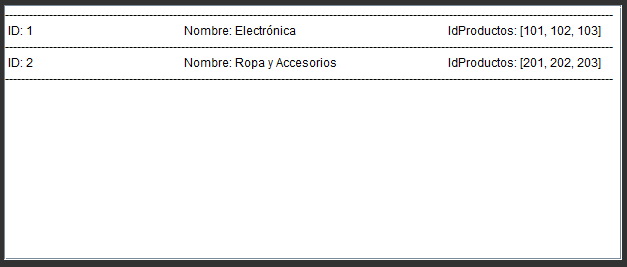 ID: 1 Nombre: Electrónica IdProductos: [101, 102, 103]
ID: 2 Nombre: Ropa y Accesorios IdProductos: [201, 202, 203]